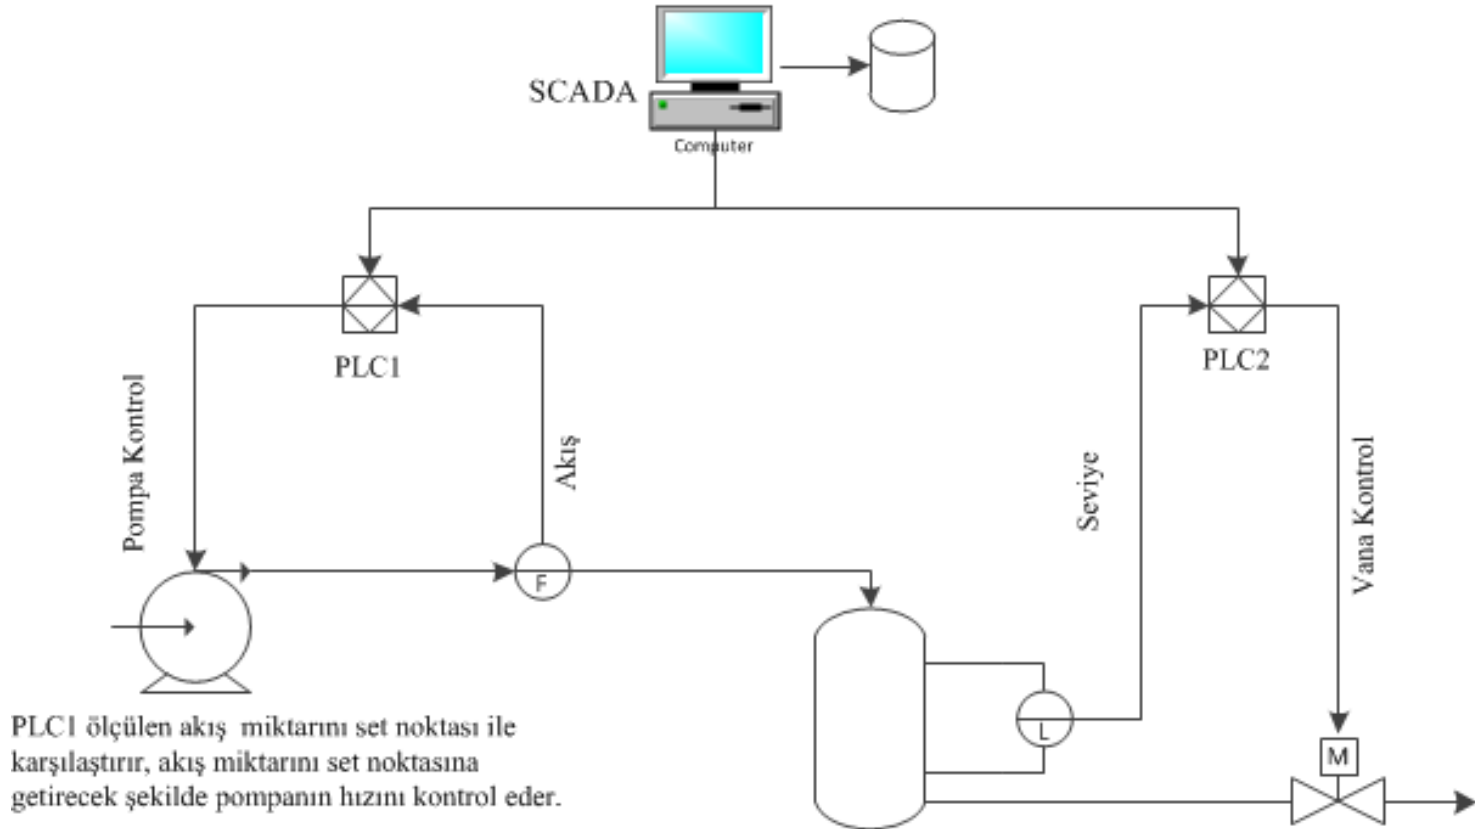 SCADA
Computer
PLC1
PLC2
Pompa Kontrol
Akış
Seviye
Vana Kontrol
F
L
M
PLC1 ölçülen akış miktarını set noktası ile
karşılaştırır, akış miktarını set noktasına
getirecek şekilde pompanın hızını kontrol eder.